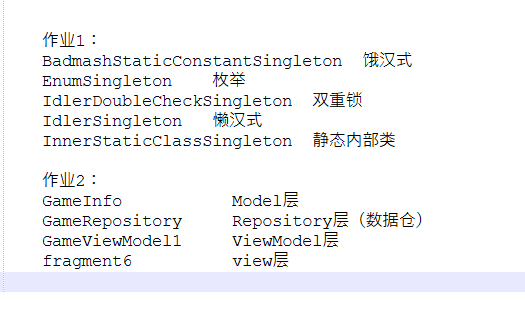 作业1：
BadmashStaticConstantSingleton 饿汉式
EnumSingleton 枚举
IdlerDoubleCheckSingleton 双重锁
IdlerSingleton 懒汉式
InnerStaticClassSingleton 静态内部类
作业2：
GameInfo Model层
GameRepository Repository层（数据仓）
GameViewModel1 ViewModel层
fragment6 view层